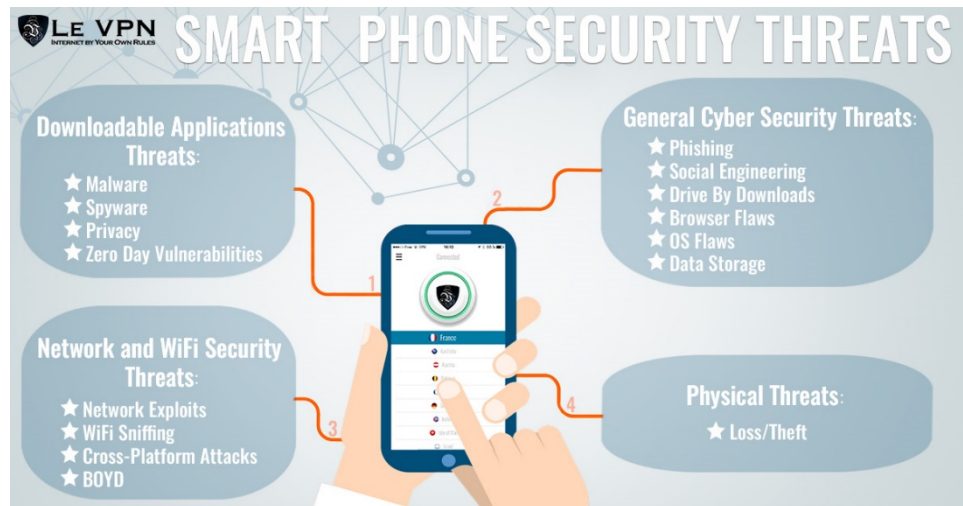 LE VPN
INTERNET BY YOUR OWN RULES
SMART PHONE SECURITY THREATS
Downloadable Applications
Threats:
Malware
Spyware
Privacy
Zero Day Vulnerabilities
1
General Cyber Security Threats:
Phishing
Social Engineering
Drive By Downloads
Browser Flaws
OS Flaws
Data Storage
2
Connected
France
Australia
Austria
Network and WiFi Security
Threats:
Network Exploits
WiFi Sniffing
Cross-Platform Attacks
BOYD
3
Physical Threats:
Loss/Theft
4